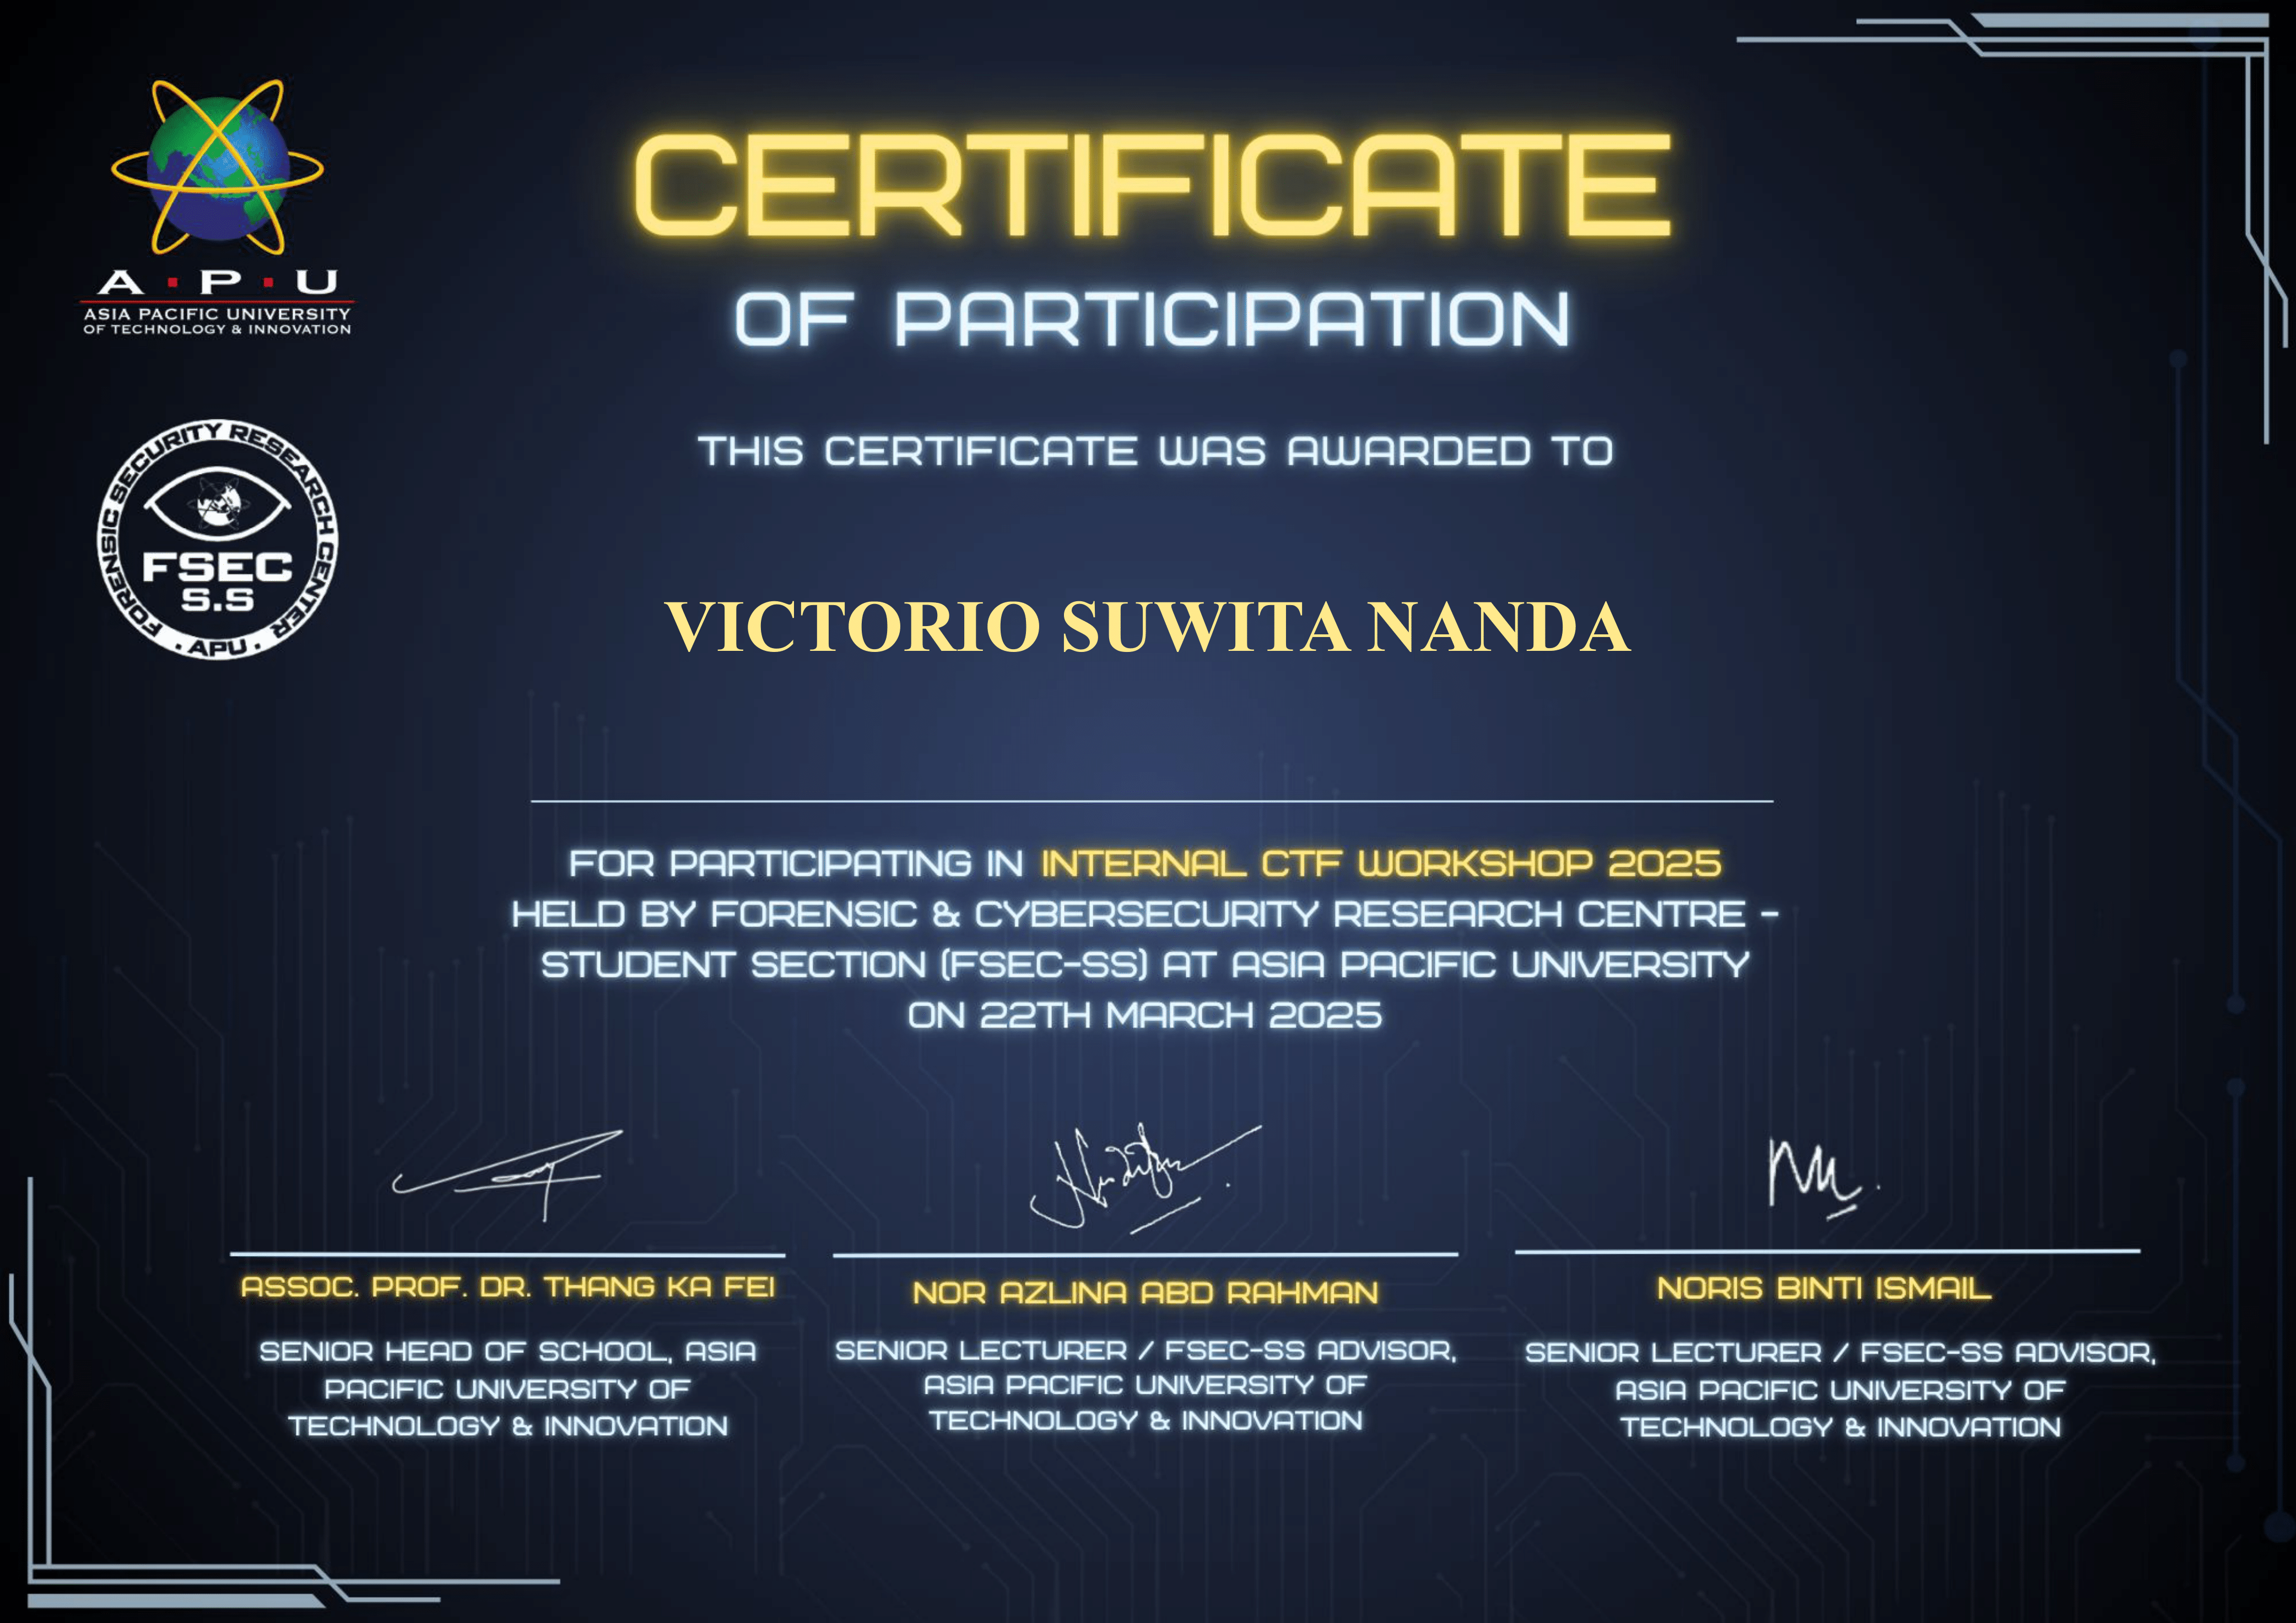 A · P · U
ASIA PACIFIC UNIVERSITY
OF TECHNOLOGY & INNOVATION
FORENSIC SECURITY RESEARCH CENTER
FSEC
S.S
· APU ·
CERTIFICATE
OF PARTICIPATION
THIS CERTIFICATE WAS AWARDED TO
VICTORIO SUWITA NANDA
FOR PARTICIPATING IN INTERNAL CTF WORKSHOP 2025
HELD BY FORENSIC & CYBERSECURITY RESEARCH CENTRE -
STUDENT SECTION (FSEC-SS) AT ASIA PACIFIC UNIVERSITY
ON 22TH MARCH 2025
ASSOC. PROF. DR. THANG KA FEI
SENIOR HEAD OF SCHOOL, ASIA
PACIFIC UNIVERSITY OF
TECHNOLOGY & INNOVATION
NOR AZLINA ABD RAHMAN
SENIOR LECTURER / FSEC-SS ADVISOR,
ASIA PACIFIC UNIVERSITY OF
TECHNOLOGY & INNOVATION
NORIS BINTI ISMAIL
SENIOR LECTURER / FSEC-SS ADVISOR,
ASIA PACIFIC UNIVERSITY OF
TECHNOLOGY & INNOVATION